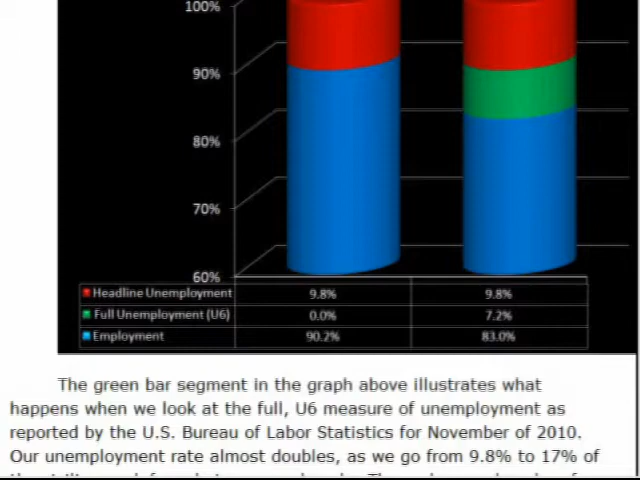 100%
90%
80%
70%
60%
Headline Unemployment 9.8% 9.8%
Full Unemployment (U6) 0.0% 7.2%
Employment 90.2% 83.0%
The green bar segment in the graph above illustrates what
happens when we look at the full, U6 measure of unemployment as
reported by the U.S. Bureau of Labor Statistics for November of 2010.
Our unemployment rate almost doubles, as we go from 9.8% to 17% of